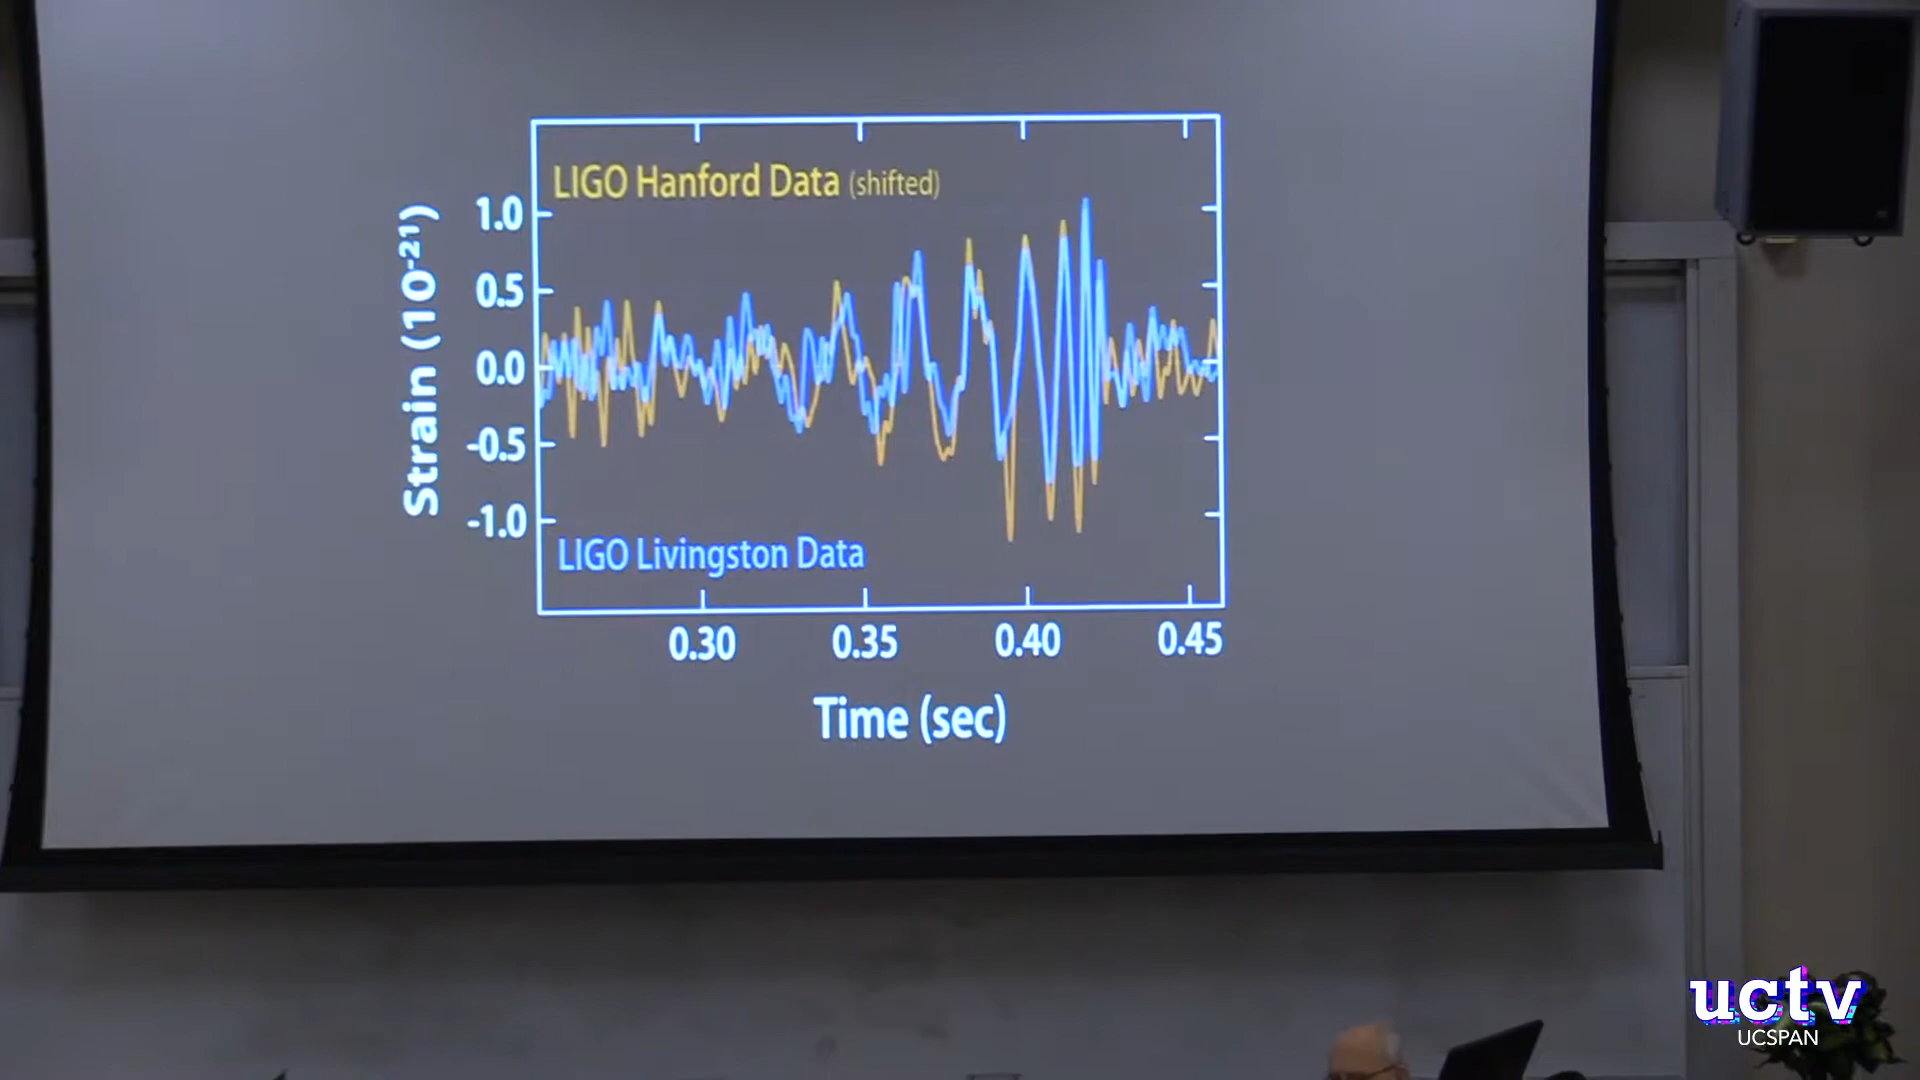 LIGO Hanford Data (shifted)
Strain (10⁻²¹)
1.0
0.5
0.0
-0.5
-1.0
LIGO Livingston Data
0.30 0.35 0.40 0.45
Time (sec)
uctv
UCSPAN